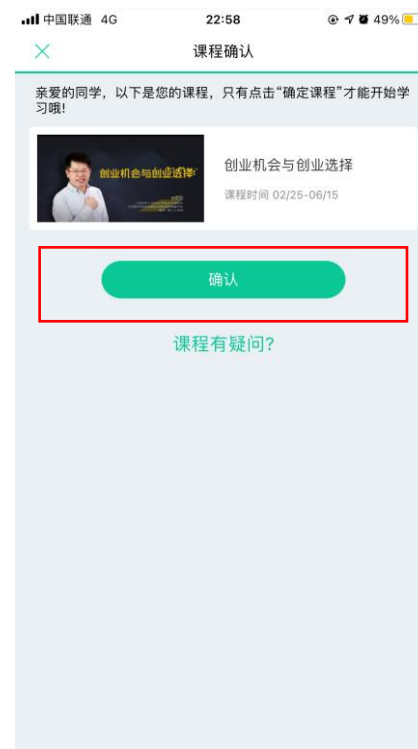 中国联通 4G 22:58 49%
课程确认
亲爱的同学，以下是您的课程，只有点击“确定课程”才能开始学
习哦!
创业机会与创业选择
创业机会与创业选择
课程时间 02/25-06/15
确认
课程有疑问?